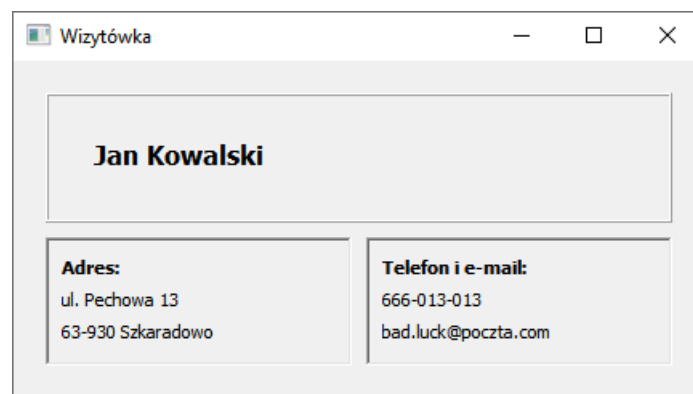 Wizytówka
Jan Kowalski
Adres:
ul. Pechowa 13
63-930 Szkaradowo
Telefon i e-mail:
666-013-013
bad.luck@poczta.com